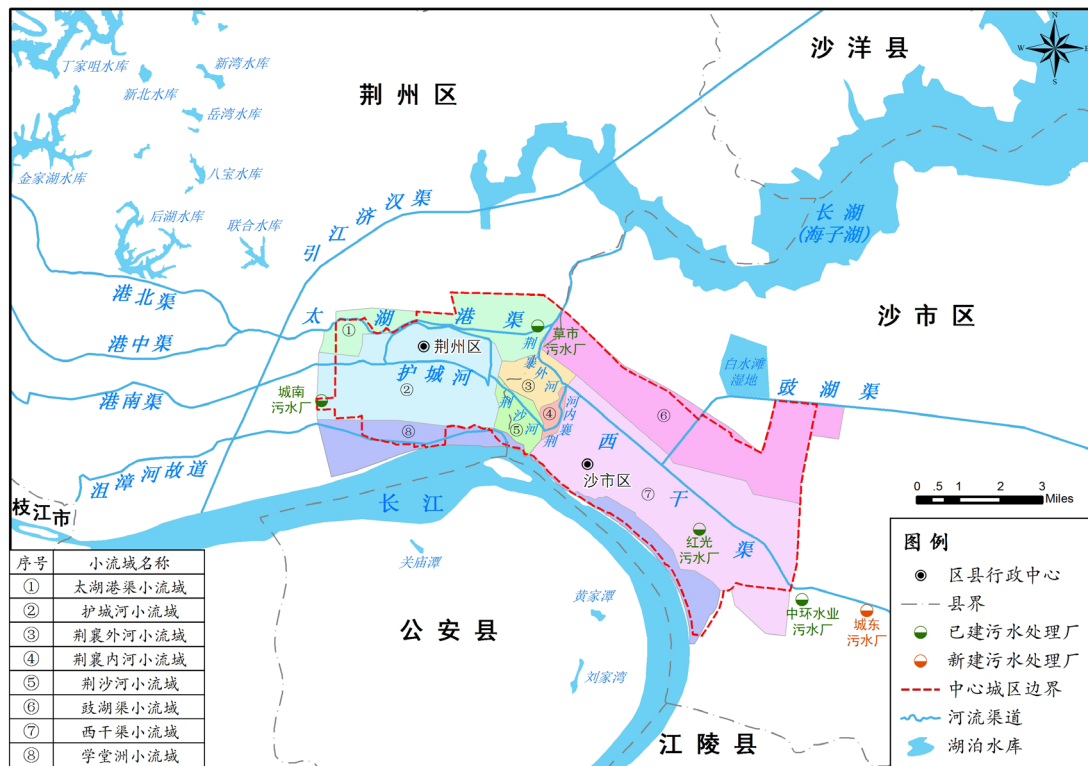 沙洋县
荆州区
N
W
E
S
丁家咀水库
新湾水库
新北水库
岳湾水库
金家湖水库
八宝水库
后湖水库
联合水库
引江济汉渠
长湖
(海子湖)
沙市区
港北渠
太湖港渠
港中渠
①
荆州区
草市
污水厂
荆襄外河
白水滩
湿地
豉湖渠
港南渠
护城河
城南
污水厂
②
③
④
⑤
⑥
荆沙河
荆襄内河
西干渠
⑧
沮漳河故道
沙市区
⑦
长江
枝江市
0 .5 1 2 3
Miles
红光
污水厂
关庙潭
黄家潭
中环水业
污水厂
城东
污水厂
公安县
刘家湾
江陵县
序号 小流域名称
① 太湖港渠小流域
② 护城河小流域
③ 荆襄外河小流域
④ 荆襄内河小流域
⑤ 荆沙河小流域
⑥ 豉湖渠小流域
⑦ 西干渠小流域
⑧ 学堂洲小流域
图例
区县行政中心
县界
已建污水处理厂
新建污水处理厂
中心城区边界
河流渠道
湖泊水库